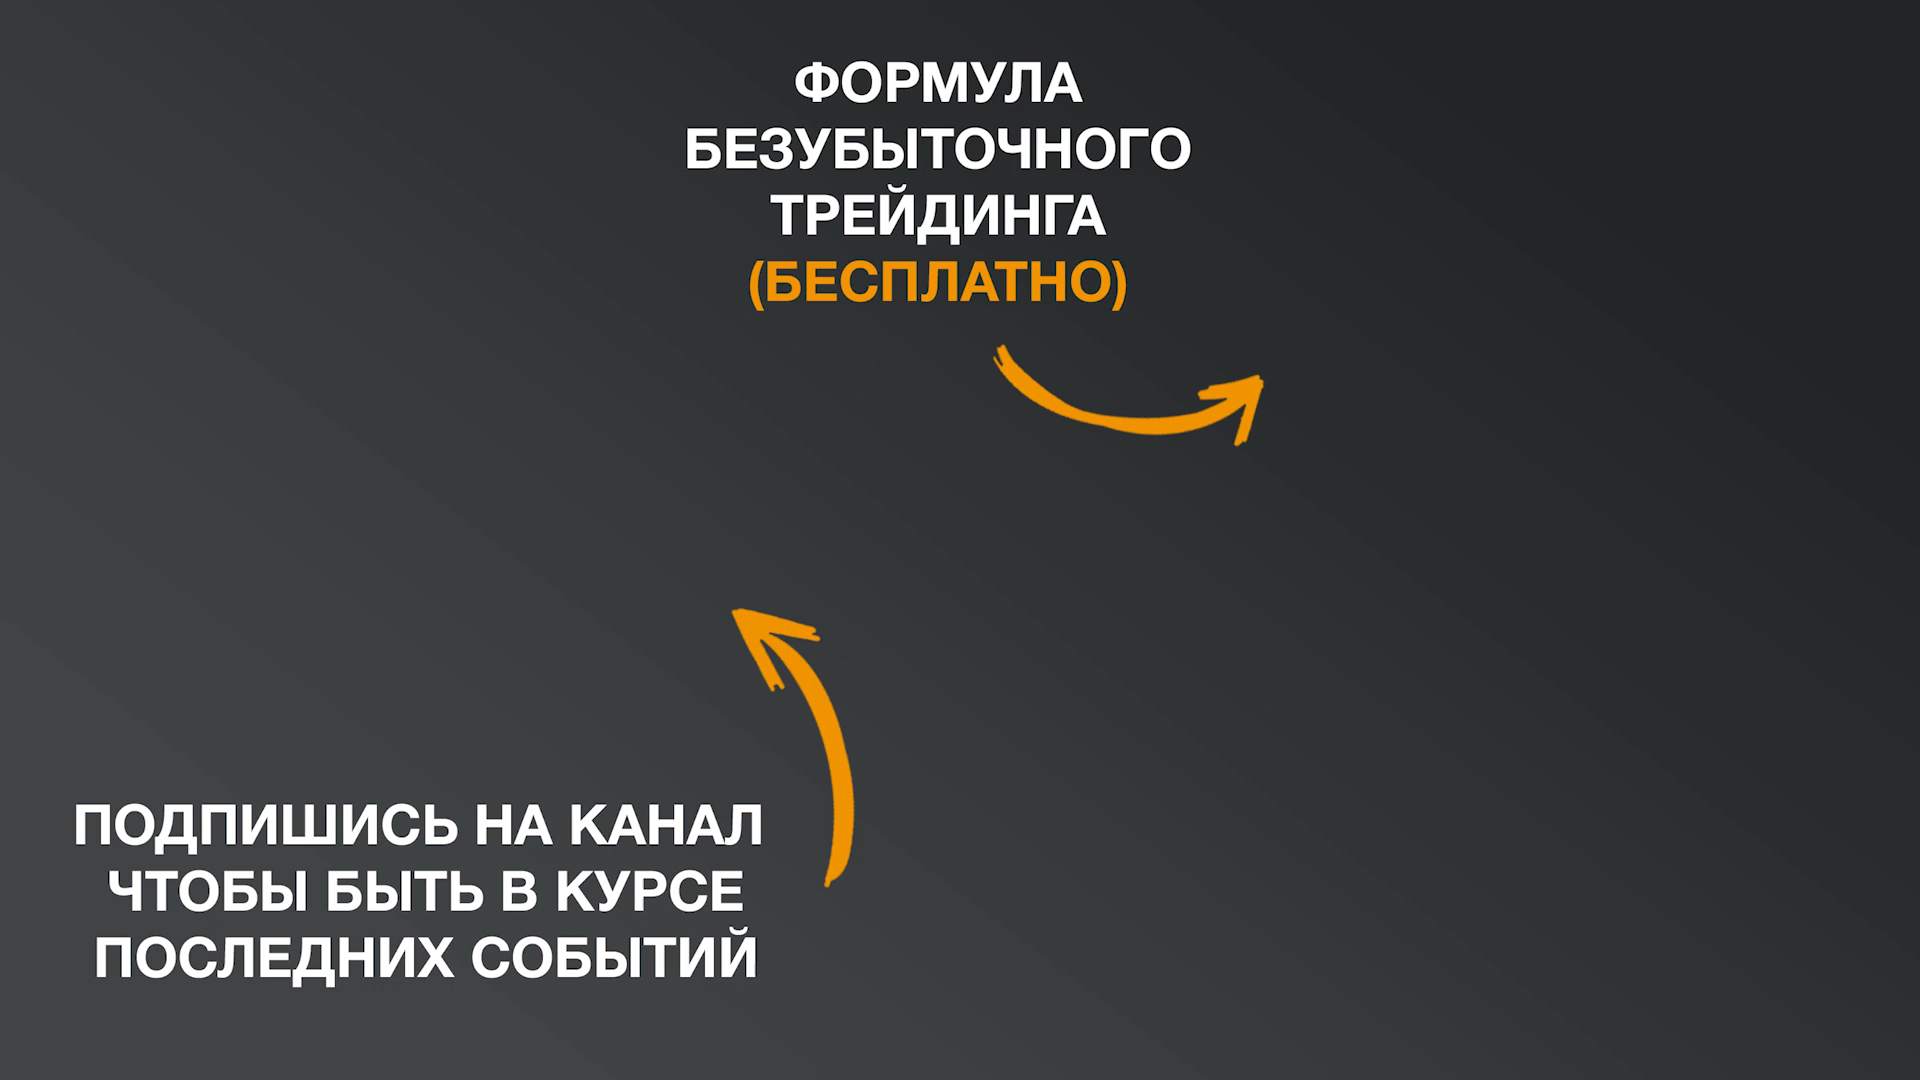 ФОРМУЛА
БЕЗУБЫТОЧНОГО
ТРЕЙДИНГА
(БЕСПЛАТНО)
ПОДПИШИСЬ НА КАНАЛ
ЧТОБЫ БЫТЬ В КУРСЕ
ПОСЛЕДНИХ СОБЫТИЙ